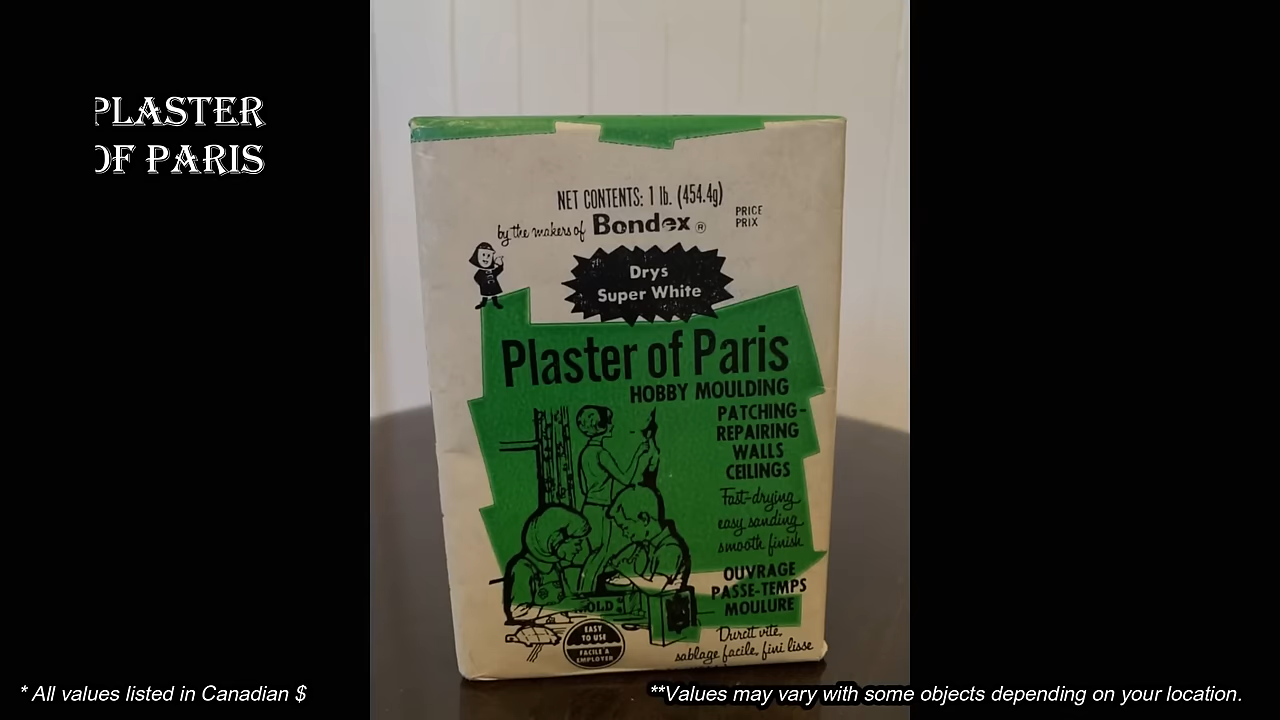 PLASTER
OF PARIS
NET CONTENTS: 1 lb. (454.4g)
by the makers of Bondex ®
PRICE
PRIX
Drys
Super White
Plaster of Paris
HOBBY MOULDING
PATCHING-
REPAIRING
WALLS
CEILINGS
Fast-drying
easy sanding
smooth finish
OUVRAGE
PASSE-TEMPS
MOULURE
Durcit vite,
sablage facile, fini lisse
EASY
TO USE
FACILE A
EMPLOYER
* All values listed in Canadian $
**Values may vary with some objects depending on your location.